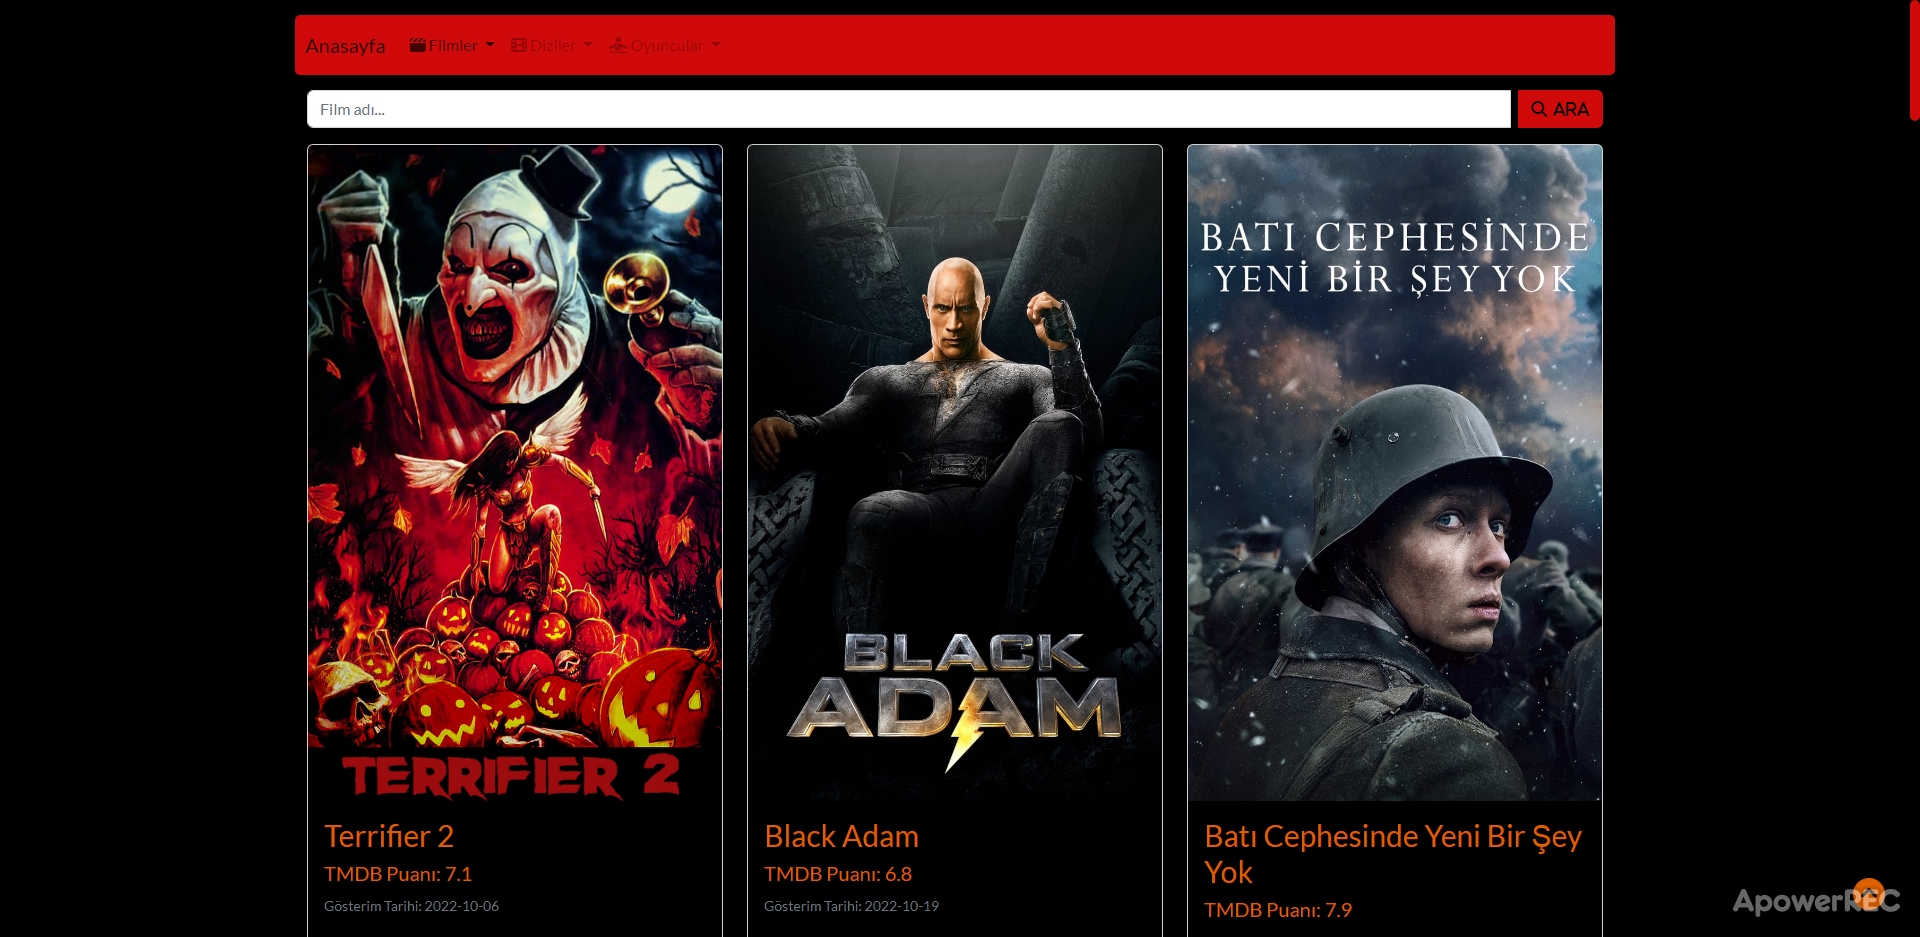 Anasayfa Filmler Diziler Oyuncular
Film adı...
ARA
TERRIFIER 2
BLACK
ADAM
BATI CEPHESİNDE
YENİ BİR ŞEY YOK
Terrifier 2
TMDB Puanı: 7.1
Gösterim Tarihi: 2022-10-06
Black Adam
TMDB Puanı: 6.8
Gösterim Tarihi: 2022-10-19
Batı Cephesinde Yeni Bir Şey
Yok
TMDB Puanı: 7.9
ApowerREC